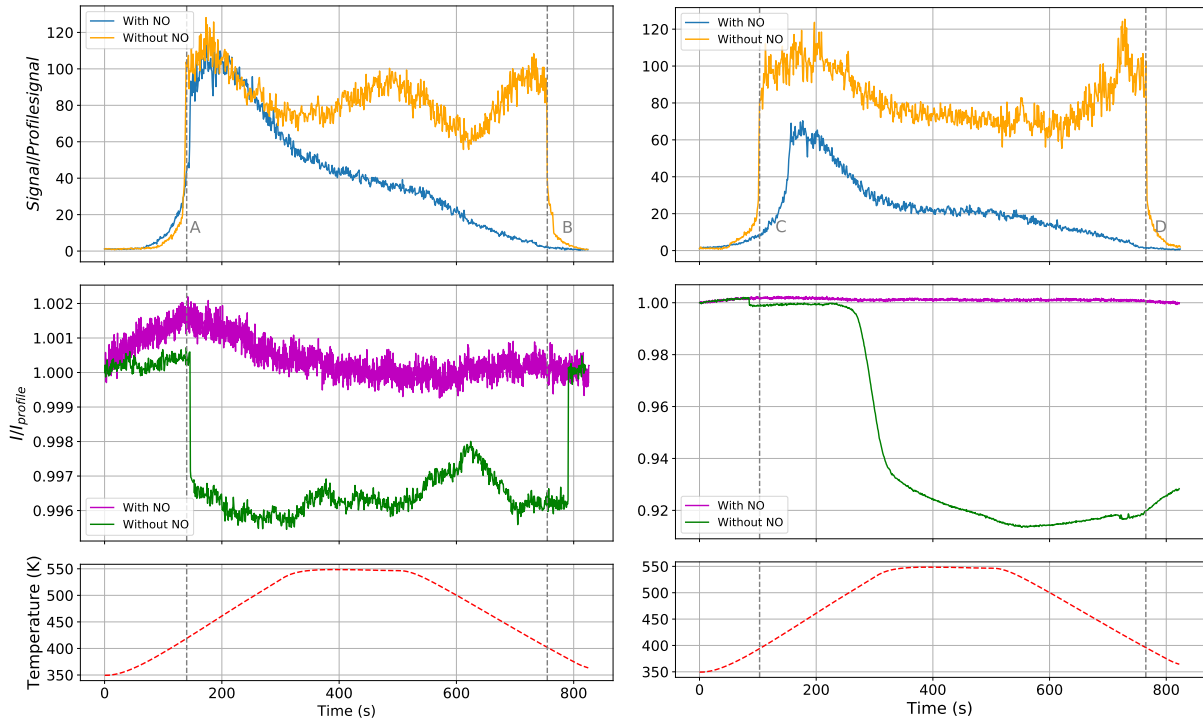 With NO
Without NO
120
100
80
60
40
20
0
Signal/Profilesignal
A
B
With NO
Without NO
120
100
80
60
40
20
0
C
D
1.002
1.001
1.000
0.999
0.998
0.997
0.996
I/I profile
With NO
Without NO
1.00
0.98
0.96
0.94
0.92
With NO
Without NO
550
500
450
400
350
Temperature (K)
0
200
400
600
800
Time (s)
550
500
450
400
350
0
200
400
600
800
Time (s)